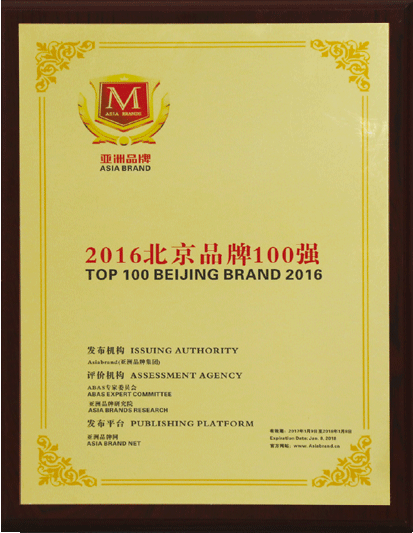 M
ASIA BRANDS
亚洲品牌
ASIA BRAND
2016北京品牌100强
TOP 100 BEIJING BRAND 2016
发布机构 ISSUING AUTHORITY
Asiabrand(亚洲品牌集团)
评价机构 ASSESSMENT AGENCY
ABAS专家委员会
ABAS EXPERT COMMITTEE
亚洲品牌研究院
ASIA BRANDS RESEARCH
发布平台 PUBLISHING PLATFORM
亚洲品牌网
ASIA BRAND NET
有效期：2017年1月9日至2018年1月8日
Expiration Date: Jan. 8, 2018
官方网站：www.Asiabrand.cn